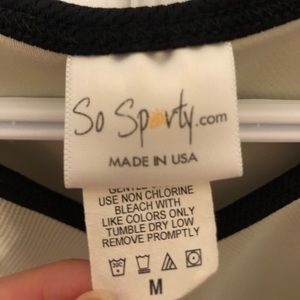 So Sporty.com
MADE IN USA
USE NON CHLORINE
BLEACH WITH
LIKE COLORS ONLY
TUMBLE DRY LOW
REMOVE PROMPTLY
M